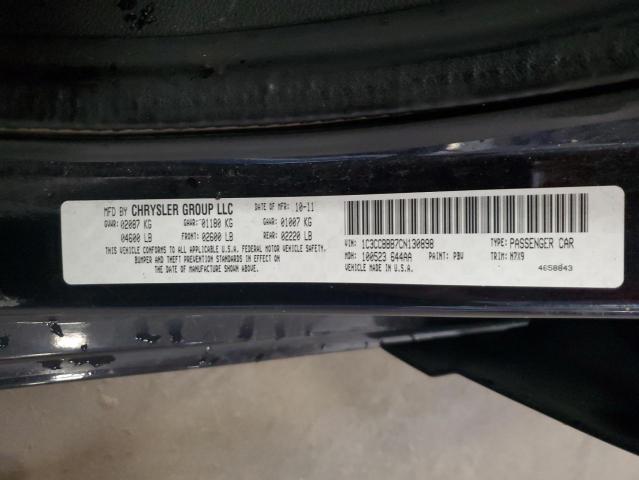 MFD BY CHRYSLER GROUP LLC DATE OF MFR: 10-11
GVWR: 02087 KG GAWR: 01180 KG GAWR: 01007 KG
04600 LB FRONT: 02600 LB REAR: 02220 LB
THIS VEHICLE CONFORMS TO ALL APPLICABLE U.S.A. FEDERAL MOTOR VEHICLE SAFETY,
BUMPER AND THEFT PREVENTION STANDARDS IN EFFECT ON
THE DATE OF MANUFACTURE SHOWN ABOVE.
VIN: 1C3CCBBB7CN130898 TYPE: PASSENGER CAR
MDH: 100523 644AA PAINT: PBV TRIM: M7X9
VEHICLE MADE IN U.S.A. 4658843